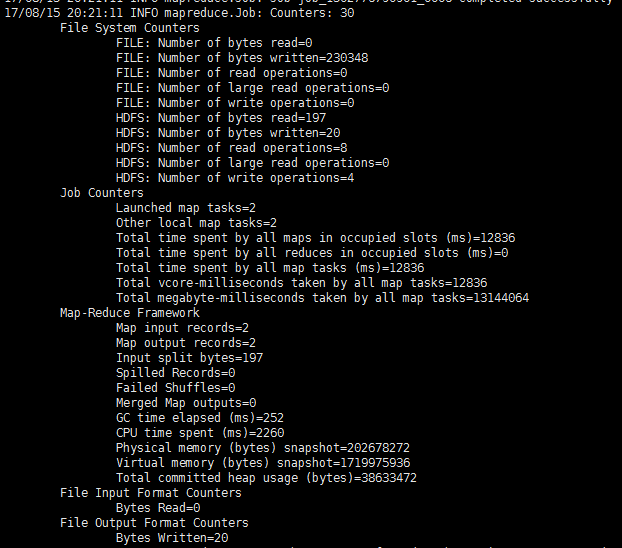 17/08/15 20:21:11 INFO mapreduce.Job: Counters: 30
File System Counters
FILE: Number of bytes read=0
FILE: Number of bytes written=230348
FILE: Number of read operations=0
FILE: Number of large read operations=0
FILE: Number of write operations=0
HDFS: Number of bytes read=197
HDFS: Number of bytes written=20
HDFS: Number of read operations=8
HDFS: Number of large read operations=0
HDFS: Number of write operations=4
Job Counters
Launched map tasks=2
Other local map tasks=2
Total time spent by all maps in occupied slots (ms)=12836
Total time spent by all reduces in occupied slots (ms)=0
Total time spent by all map tasks (ms)=12836
Total vcore-milliseconds taken by all map tasks=12836
Total megabyte-milliseconds taken by all map tasks=13144064
Map-Reduce Framework
Map input records=2
Map output records=2
Input split bytes=197
Spilled Records=0
Failed Shuffles=0
Merged Map outputs=0
GC time elapsed (ms)=252
CPU time spent (ms)=2260
Physical memory (bytes) snapshot=202678272
Virtual memory (bytes) snapshot=1719975936
Total committed heap usage (bytes)=38633472
File Input Format Counters
Bytes Read=0
File Output Format Counters
Bytes Written=20